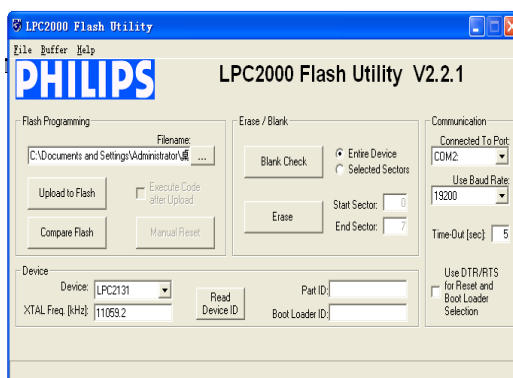 LPC2000 Flash Utility
File Buffer Help
PHILIPS
LPC2000 Flash Utility V2.2.1
Flash Programming
Filename:
C:\Documents and Settings\Administrator\桌
...
Upload to Flash
Execute Code
after Upload
Compare Flash
Manual Reset
Erase / Blank
Blank Check
Entire Device
Selected Sectors
Erase
Start Sector: 0
End Sector: 7
Communication
Connected To Port:
COM2:
Use Baud Rate:
19200
Time-Out [sec]: 5
Use DTR/RTS
for Reset and
Boot Loader
Selection
Device
Device: LPC2131
XTAL Freq. [kHz]: 11059.2
Read
Device ID
Part ID:
Boot Loader ID: